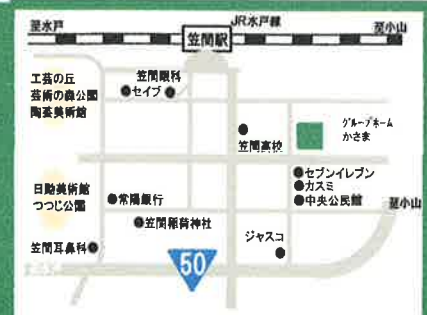 至水戸
JR水戸線
至小山
笠間駅
工芸の丘
芸術の森公園
陶芸美術館
笠間眼科
●セイブ
笠間高校
グループホーム
かさま
日動美術館
つつじ公園
●常陽銀行
●笠間稲荷神社
●セブンイレブン
●カスミ
●中央公民館
至小山
笠間耳鼻科●
50
ジャスコ